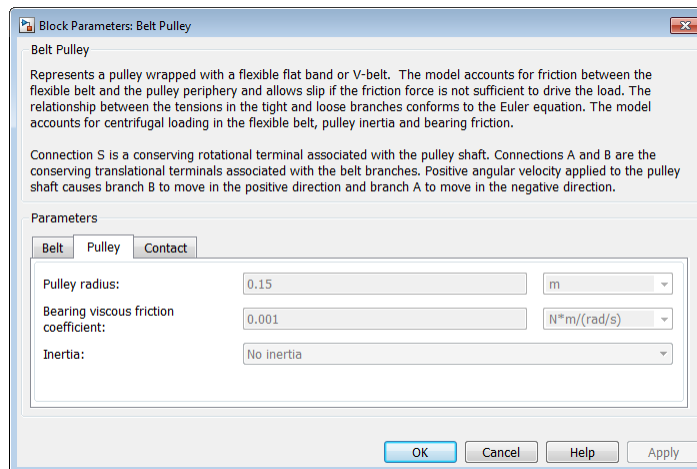 Block Parameters: Belt Pulley
Belt Pulley
Represents a pulley wrapped with a flexible flat band or V-belt.  The model accounts for friction between the
flexible belt and the pulley periphery and allows slip if the friction force is not sufficient to drive the load. The
relationship between the tensions in the tight and loose branches conforms to the Euler equation. The model
accounts for centrifugal loading in the flexible belt, pulley inertia and bearing friction.
Connection S is a conserving rotational terminal associated with the pulley shaft. Connections A and B are the
conserving translational terminals associated with the belt branches. Positive angular velocity applied to the pulley
shaft causes branch B to move in the positive direction and branch A to move in the negative direction.
Parameters
Belt Pulley Contact
Pulley radius: 0.15 m
Bearing viscous friction
coefficient: 0.001 N*m/(rad/s)
Inertia: No inertia
OK Cancel Help Apply